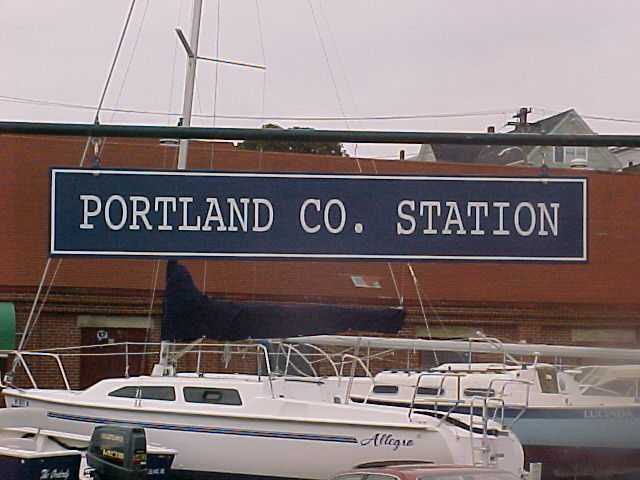 PORTLAND CO. STATION
Allegro
LUCINDA